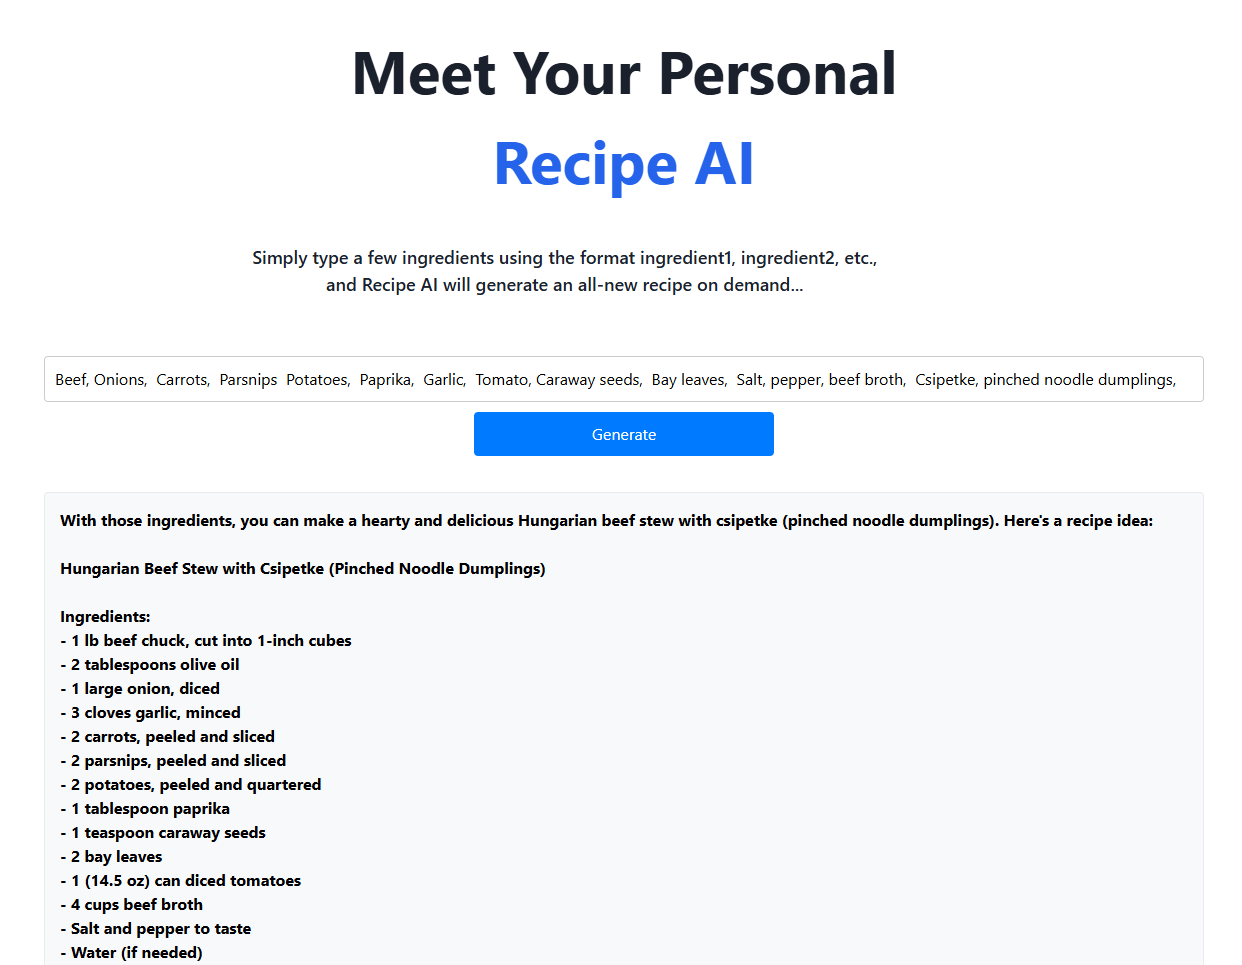 Meet Your Personal
Recipe AI
Simply type a few ingredients using the format ingredient1, ingredient2, etc.,
and Recipe AI will generate an all-new recipe on demand...
Beef, Onions,  Carrots,  Parsnips  Potatoes,  Paprika,  Garlic,  Tomato, Caraway seeds,  Bay leaves,  Salt, pepper, beef broth,  Csipetke, pinched noodle dumplings,
Generate
With those ingredients, you can make a hearty and delicious Hungarian beef stew with csipetke (pinched noodle dumplings). Here's a recipe idea:
Hungarian Beef Stew with Csipetke (Pinched Noodle Dumplings)
Ingredients:
- 1 lb beef chuck, cut into 1-inch cubes
- 2 tablespoons olive oil
- 1 large onion, diced
- 3 cloves garlic, minced
- 2 carrots, peeled and sliced
- 2 parsnips, peeled and sliced
- 2 potatoes, peeled and quartered
- 1 tablespoon paprika
- 1 teaspoon caraway seeds
- 2 bay leaves
- 1 (14.5 oz) can diced tomatoes
- 4 cups beef broth
- Salt and pepper to taste
- Water (if needed)